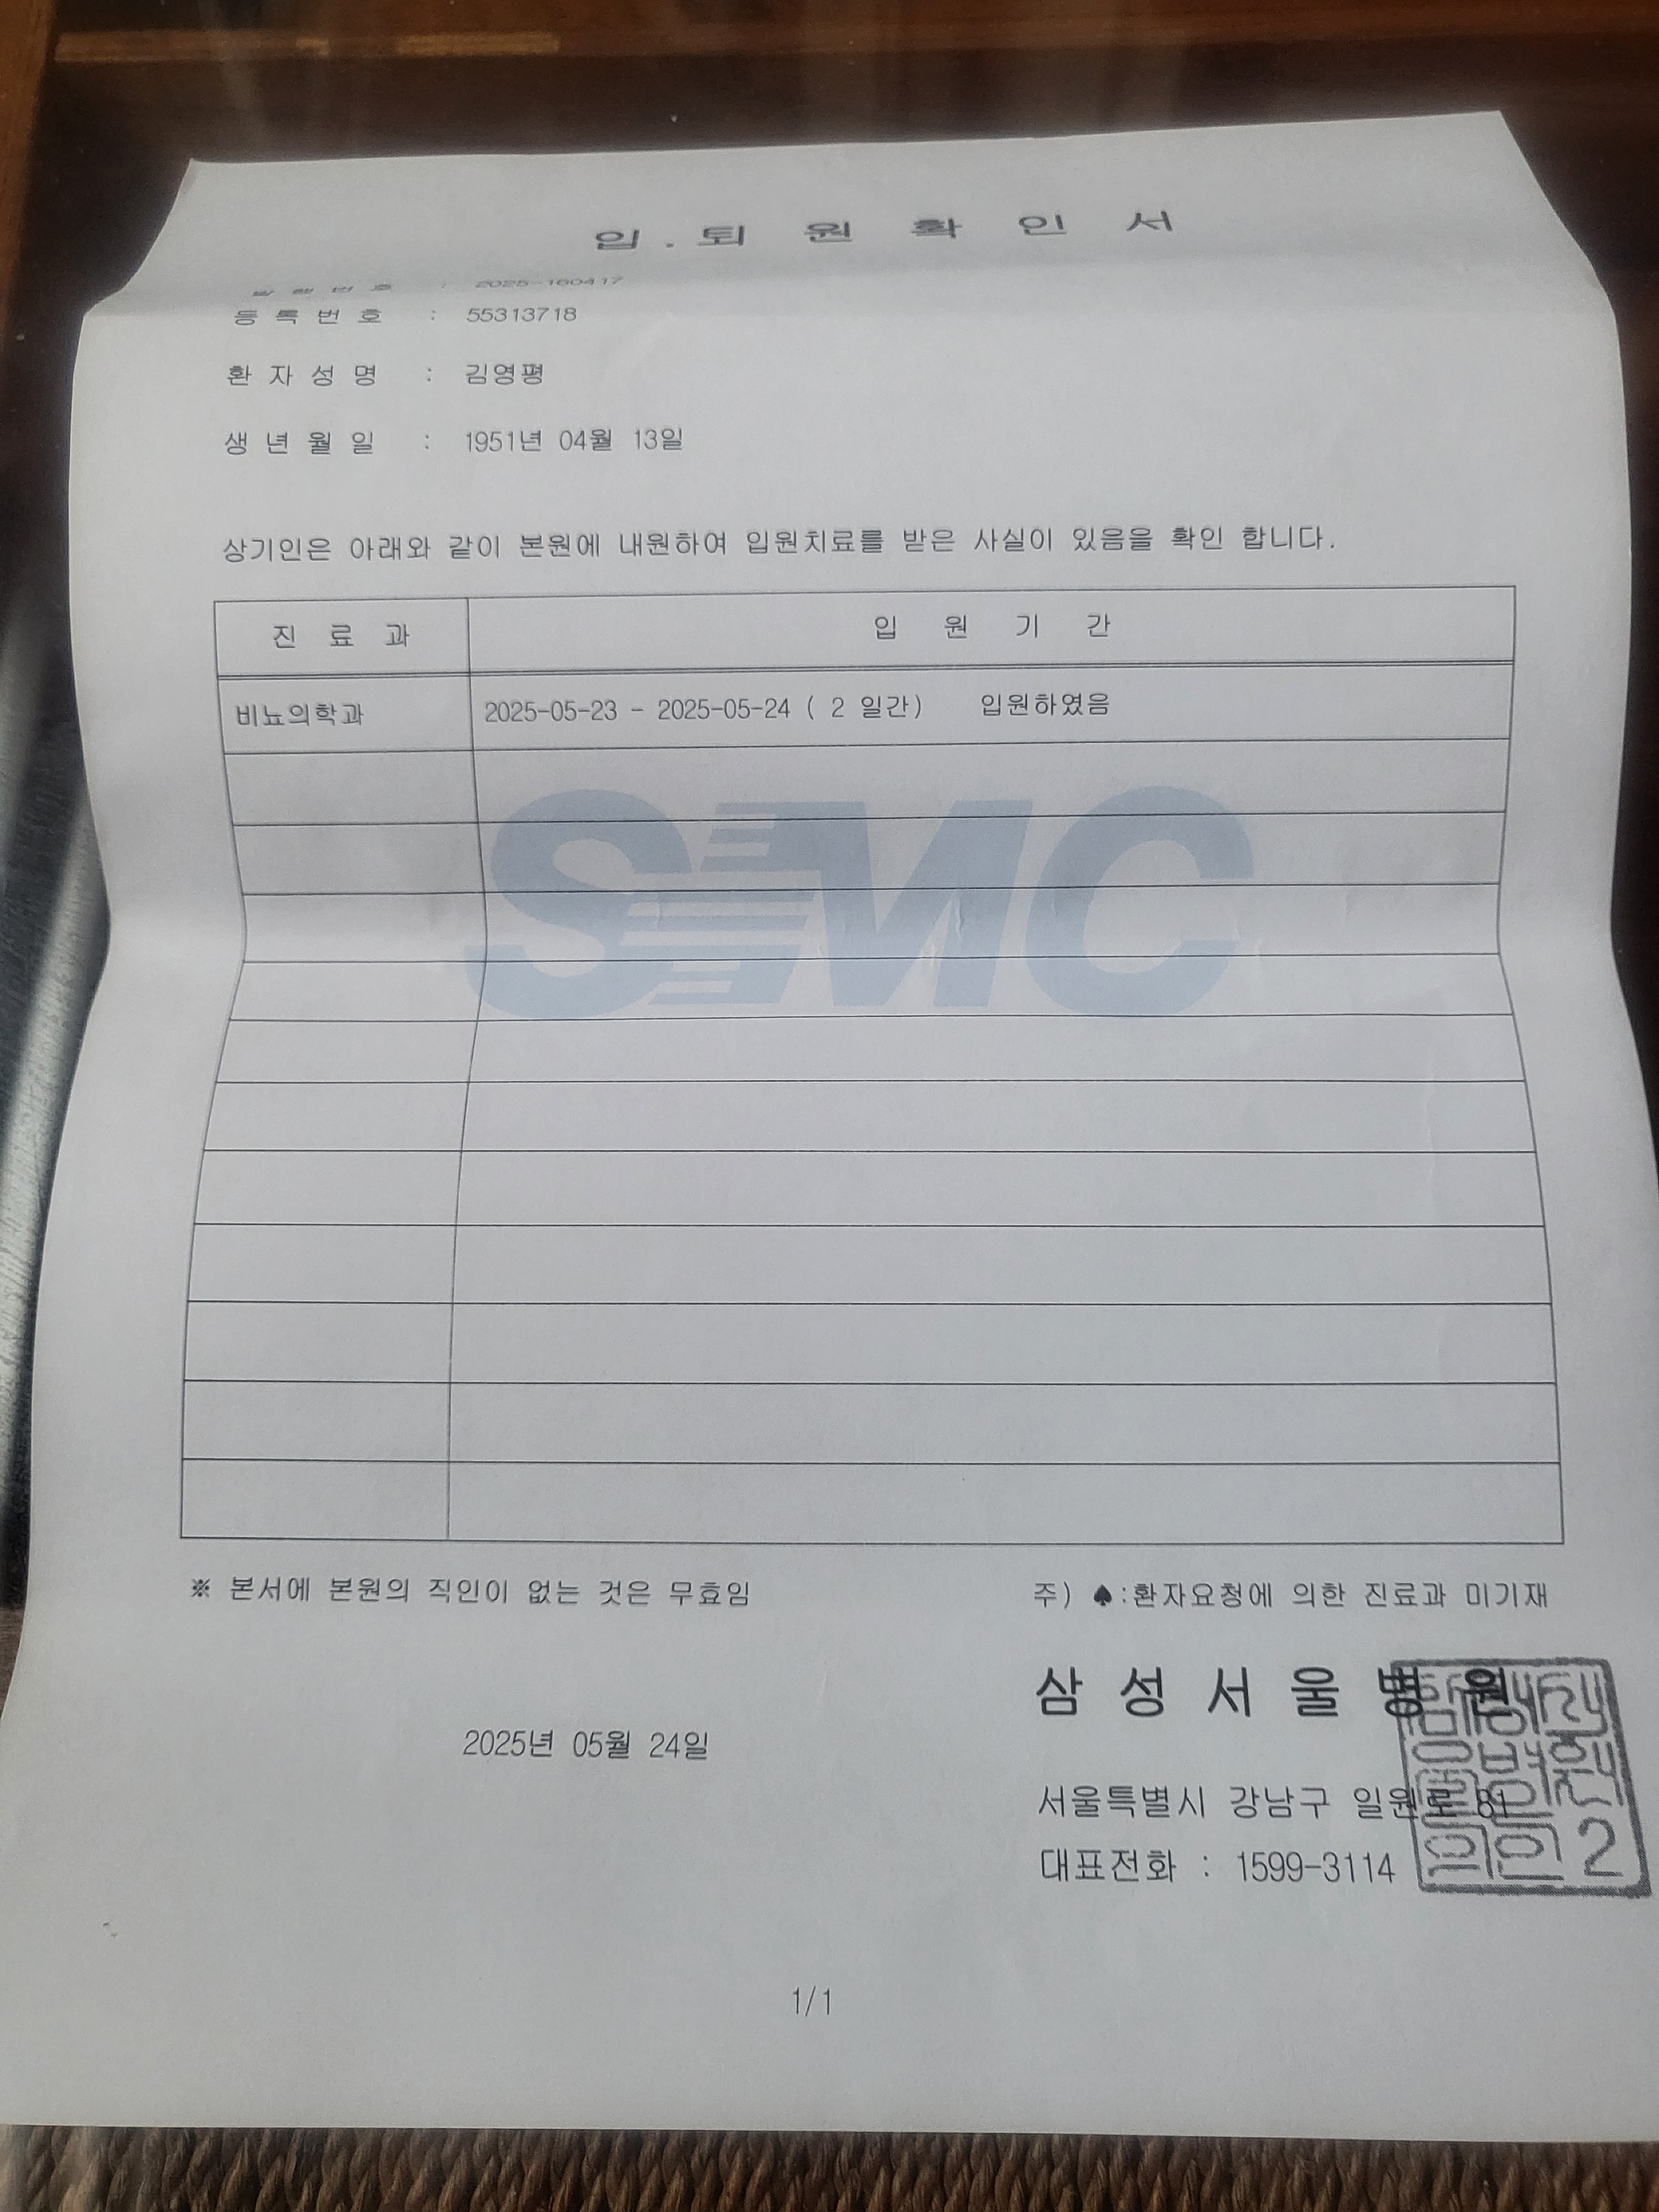 입.퇴원확인서
발행번호 : 2025-160417
등록번호 : 55313718
환자성명 : 김영평
생년월일 : 1951년 04월 13일
상기인은 아래와 같이 본원에 내원하여 입원치료를 받은 사실이 있음을 확인 합니다.
진료과 입원기간
비뇨의학과 2025-05-23 - 2025-05-24 ( 2 일간) 입원하였음
SMC
※ 본서에 본원의 직인이 없는 것은 무효임 주) ♠:환자요청에 의한 진료과 미기재
삼성서울병원
2025년 05월 24일
서울특별시 강남구 일원로 81
대표전화 : 1599-3114
2
1/1